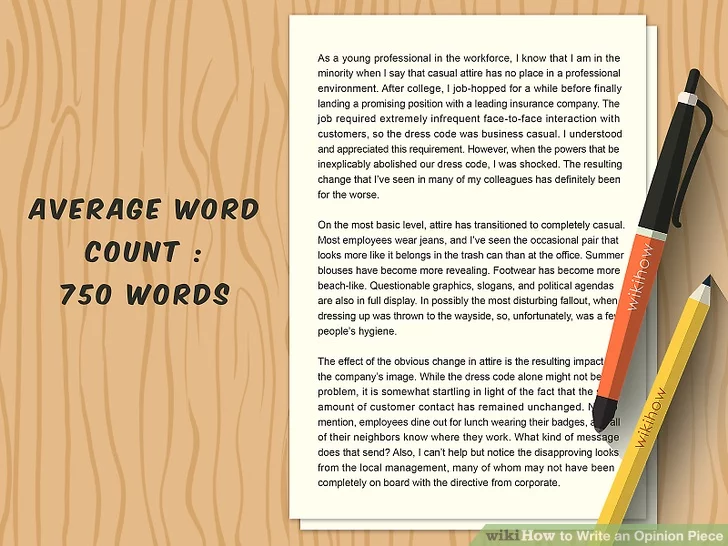 AVERAGE WORD
COUNT :
750 WORDS
As a young professional in the workforce, I know that I am in the
minority when I say that casual attire has no place in a professional
environment. After college, I job-hopped for a while before finally
landing a promising position with a leading insurance company. The
job required extremely infrequent face-to-face interaction with
customers, so the dress code was business casual. I understood
and appreciated this requirement. However, when the powers that be
inexplicably abolished our dress code, I was shocked. The resulting
change that I've seen in many of my colleagues has definitely been
for the worse.
On the most basic level, attire has transitioned to completely casual.
Most employees wear jeans, and I've seen the occasional pair that
looks more like it belongs in the trash can than at the office. Summer
blouses have become more revealing. Footwear has become more
beach-like. Questionable graphics, slogans, and political agendas
are also in full display. In possibly the most disturbing fallout, when
dressing up was thrown to the wayside, so, unfortunately, was a few
people's hygiene.
The effect of the obvious change in attire is the resulting impact
the company's image. While the dress code alone might not be
problem, it is somewhat startling in light of the fact that the
amount of customer contact has remained unchanged.
mention, employees dine out for lunch wearing their badges, all
of their neighbors know where they work. What kind of message
does that send? Also, I can't help but notice the disapproving looks
from the local management, many of whom may not have been
completely on board with the directive from corporate.
wikihow
wikihow
wikiHow to Write an Opinion Piece